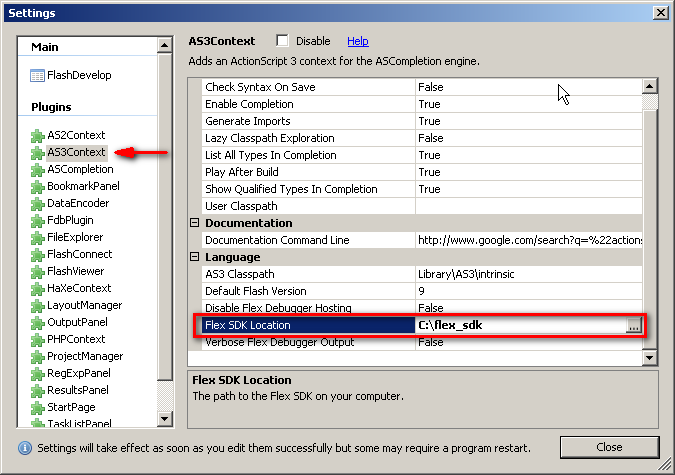 Settings
Main
FlashDevelop
Plugins
AS2Context
AS3Context
ASCompletion
BookmarkPanel
DataEncoder
FdbPlugin
FileExplorer
FlashConnect
FlashViewer
HaXeContext
LayoutManager
OutputPanel
PHPContext
ProjectManager
RegExpPanel
ResultsPanel
StartPage
TaskListPanel
AS3Context Disable Help
Adds an ActionScript 3 context for the ASCompletion engine.
Check Syntax On Save False
Enable Completion True
Generate Imports True
Lazy Classpath Exploration False
List All Types In Completion True
Play After Build True
Show Qualified Types In Completion True
User Classpath
Documentation
Documentation Command Line http://www.google.com/search?q=%22actions
Language
AS3 Classpath Library\AS3\intrinsic
Default Flash Version 9
Disable Flex Debugger Hosting False
Flex SDK Location C:\flex_sdk ...
Verbose Flex Debugger Output False
Flex SDK Location
The path to the Flex SDK on your computer.
Settings will take effect as soon as you edit them successfully but some may require a program restart.
Close